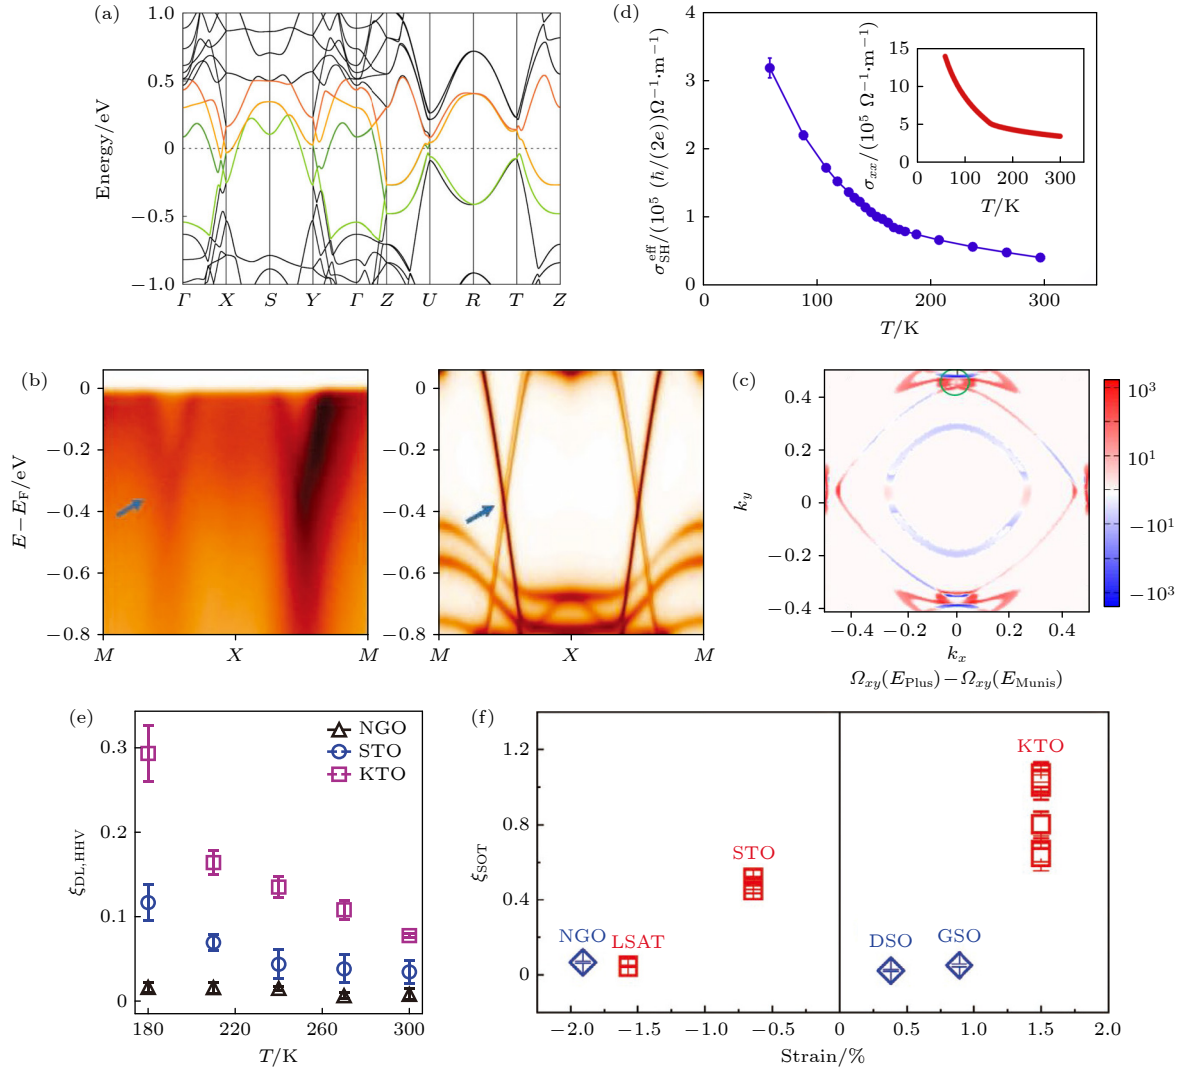 (a)
Energy/eV
1.0
0.5
0
−0.5
−1.0
Γ X S Y Γ Z U R T Z
(d)
σ_SH^eff/(10^5 (ħ/(2e))Ω^−1·m^−1)
4
3
2
1
0
0 100 200 300
T/K
σ_xx/(10^5 Ω^−1·m^−1)
15
10
5
0
0 100 200 300
T/K
(b)
E−E_F/eV
0
−0.2
−0.4
−0.6
−0.8
M X M
0
−0.2
−0.4
−0.6
−0.8
M X M
(c)
k_y
0.4
0.2
0
−0.2
−0.4
−0.4 −0.2 0 0.2 0.4
k_x
Ω_xy(E_Plus)−Ω_xy(E_Munis)
10^3
10^1
−10^1
−10^3
(e)
ξ_DL,HHV
0.3
0.2
0.1
0
180 220 260 300
T/K
NGO
STO
KTO
(f)
ξ_SOT
1.2
0.8
0.4
0
KTO
STO
NGO LSAT
DSO GSO
−2.0 −1.5 −1.0 −0.5 0 0.5 1.0 1.5 2.0
Strain/%